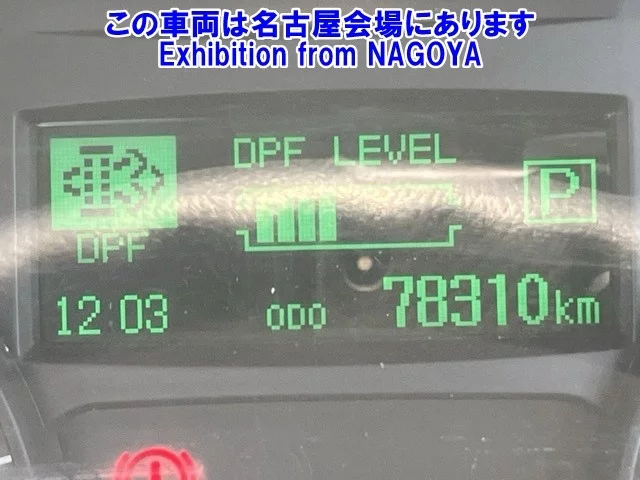 この車両は名古屋会場にあります
Exhibition from NAGOYA
DPF LEVEL
P
DPF
12:03 ODO 78310km